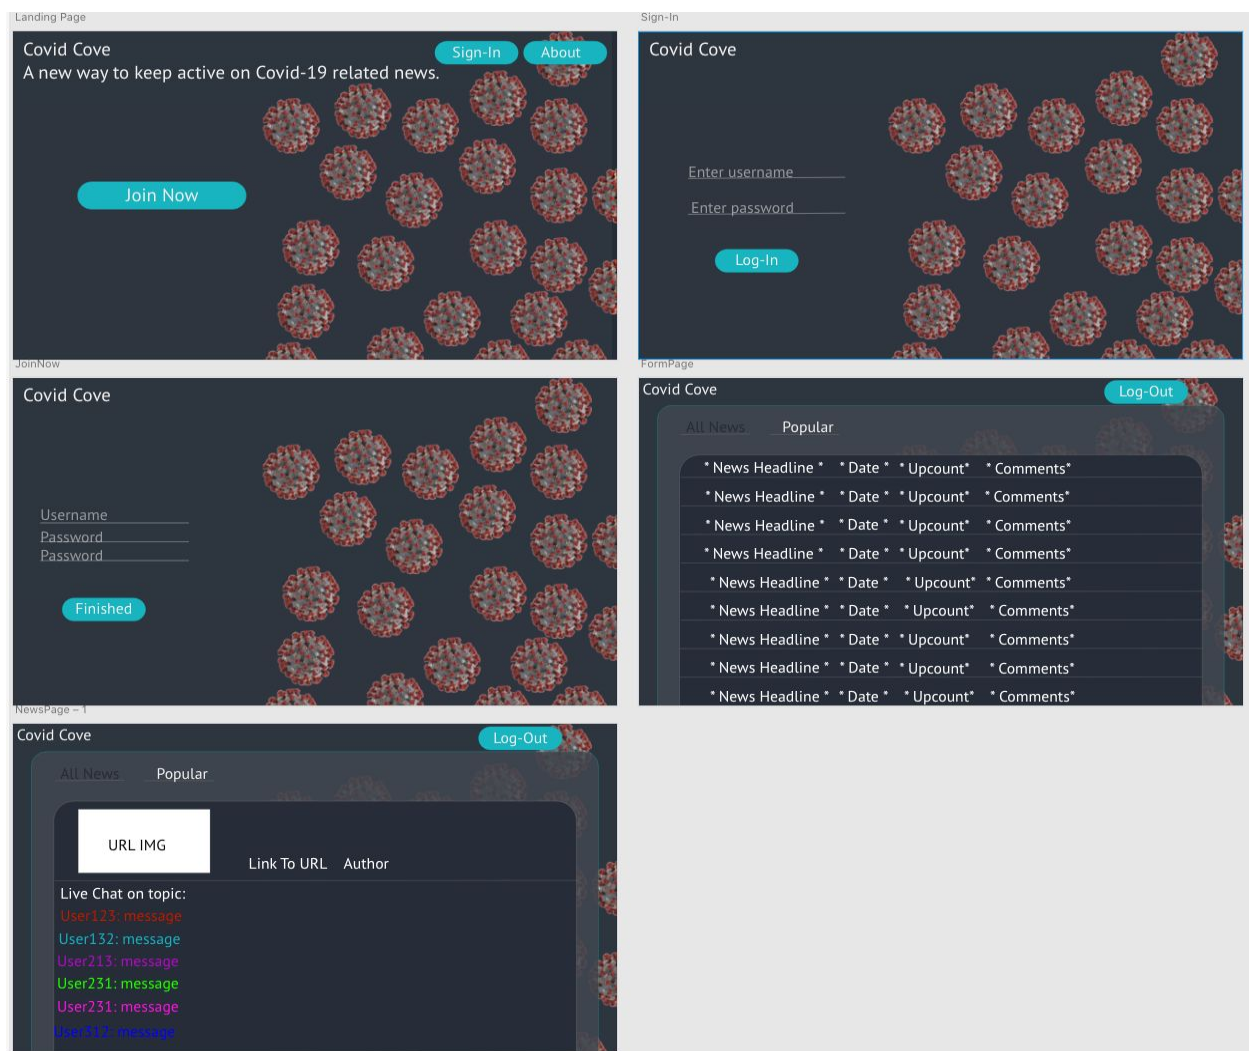 Landing Page
Covid Cove
Sign-In
About
A new way to keep active on Covid-19 related news.
Join Now
Sign-In
Covid Cove
Enter username
Enter password
Log-In
JoinNow
Covid Cove
Username
Password
Password
Finished
FormPage
Covid Cove
Log-Out
All News Popular
* News Headline * * Date * * Upcount* * Comments*
* News Headline * * Date * * Upcount* * Comments*
* News Headline * * Date * * Upcount* * Comments*
* News Headline * * Date * * Upcount* * Comments*
* News Headline * * Date * * Upcount* * Comments*
* News Headline * * Date * * Upcount* * Comments*
* News Headline * * Date * * Upcount* * Comments*
* News Headline * * Date * * Upcount* * Comments*
* News Headline * * Date * * Upcount* * Comments*
NewsPage – 1
Covid Cove
Log-Out
All News Popular
URL IMG
Link To URL Author
Live Chat on topic:
User123: message
User132: message
User213: message
User231: message
User231: message
User312: message